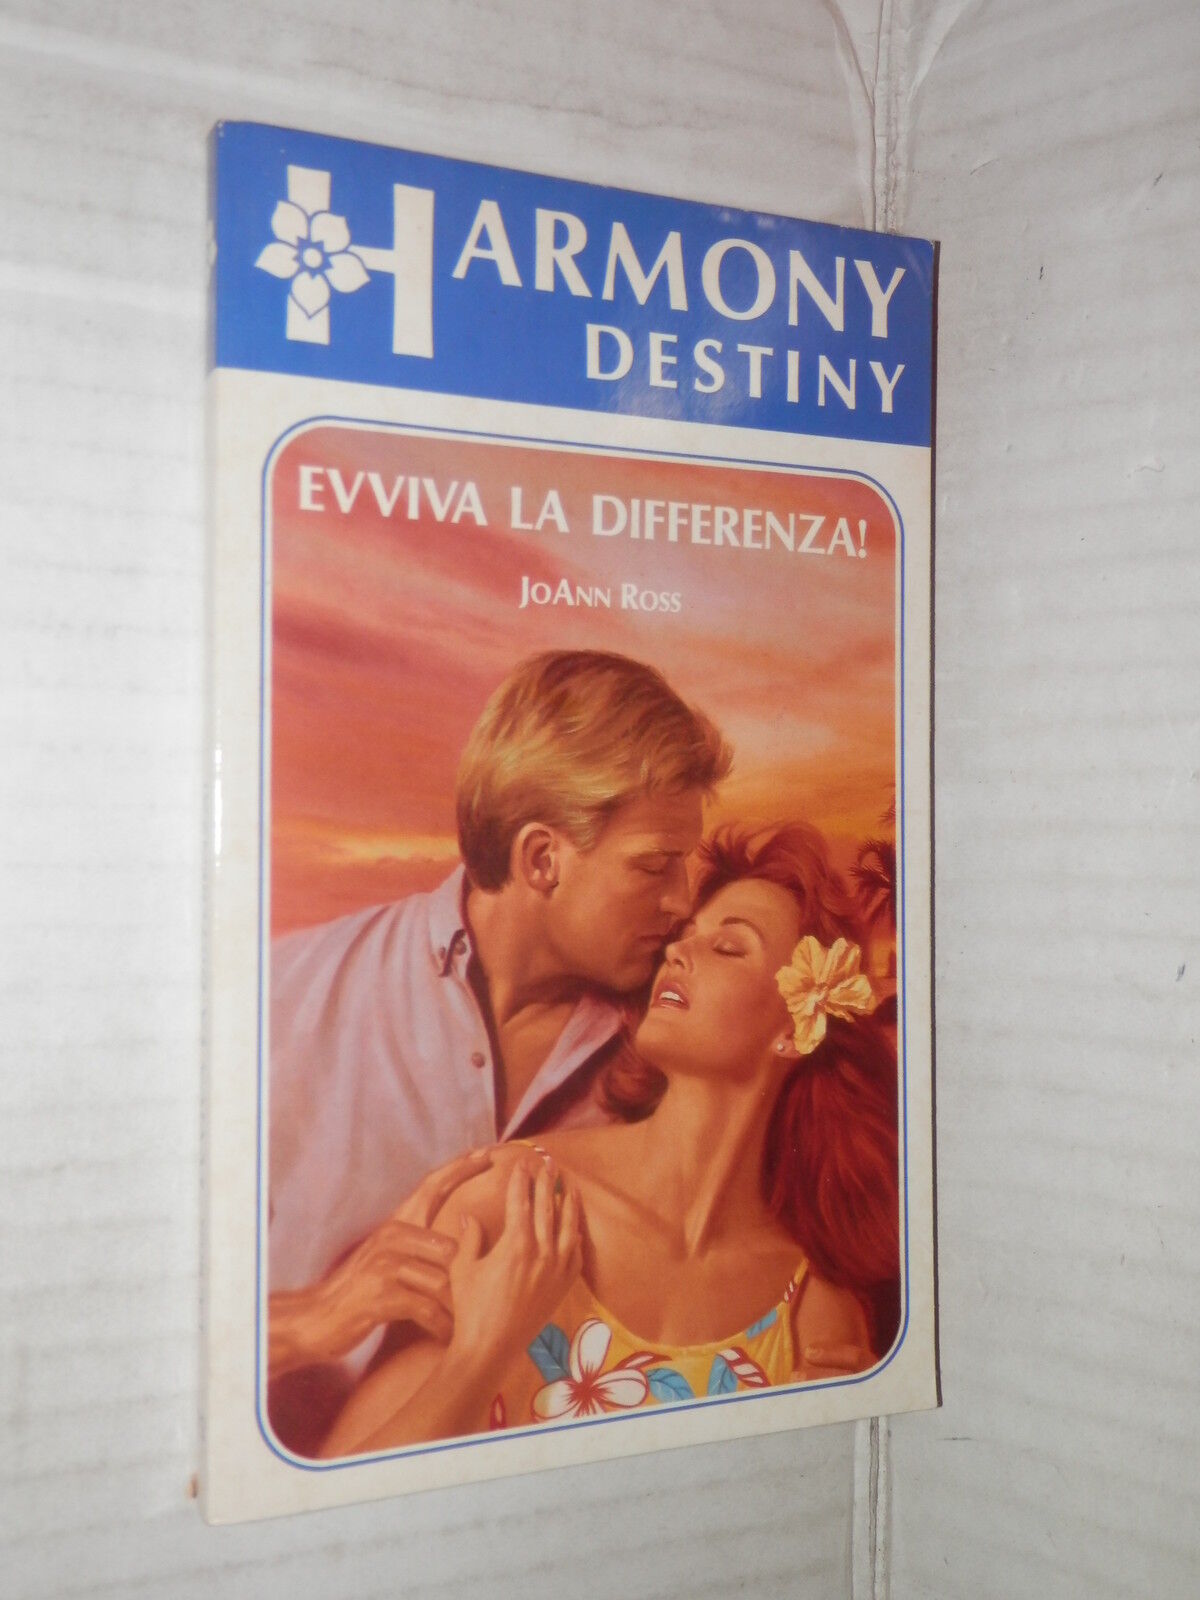 HARMONY
DESTINY
EVVIVA LA DIFFERENZA!
JOANN ROSS